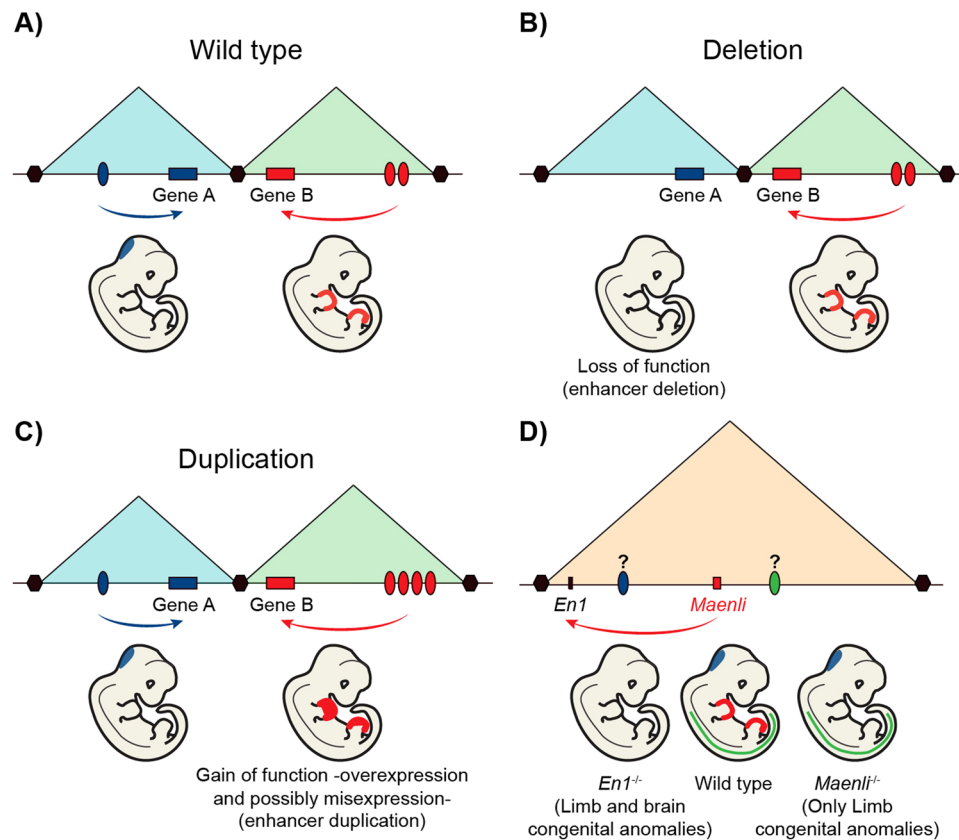 A)
Wild type
Gene A
Gene B
B)
Deletion
Gene A
Gene B
Loss of function
(enhancer deletion)
C)
Duplication
Gene A
Gene B
Gain of function -overexpression
and possibly misexpression-
(enhancer duplication)
D)
? ?
En1 Maenli
En1-/- Wild type Maenli-/-
(Limb and brain (Only Limb
congenital anomalies) congenital anomalies)